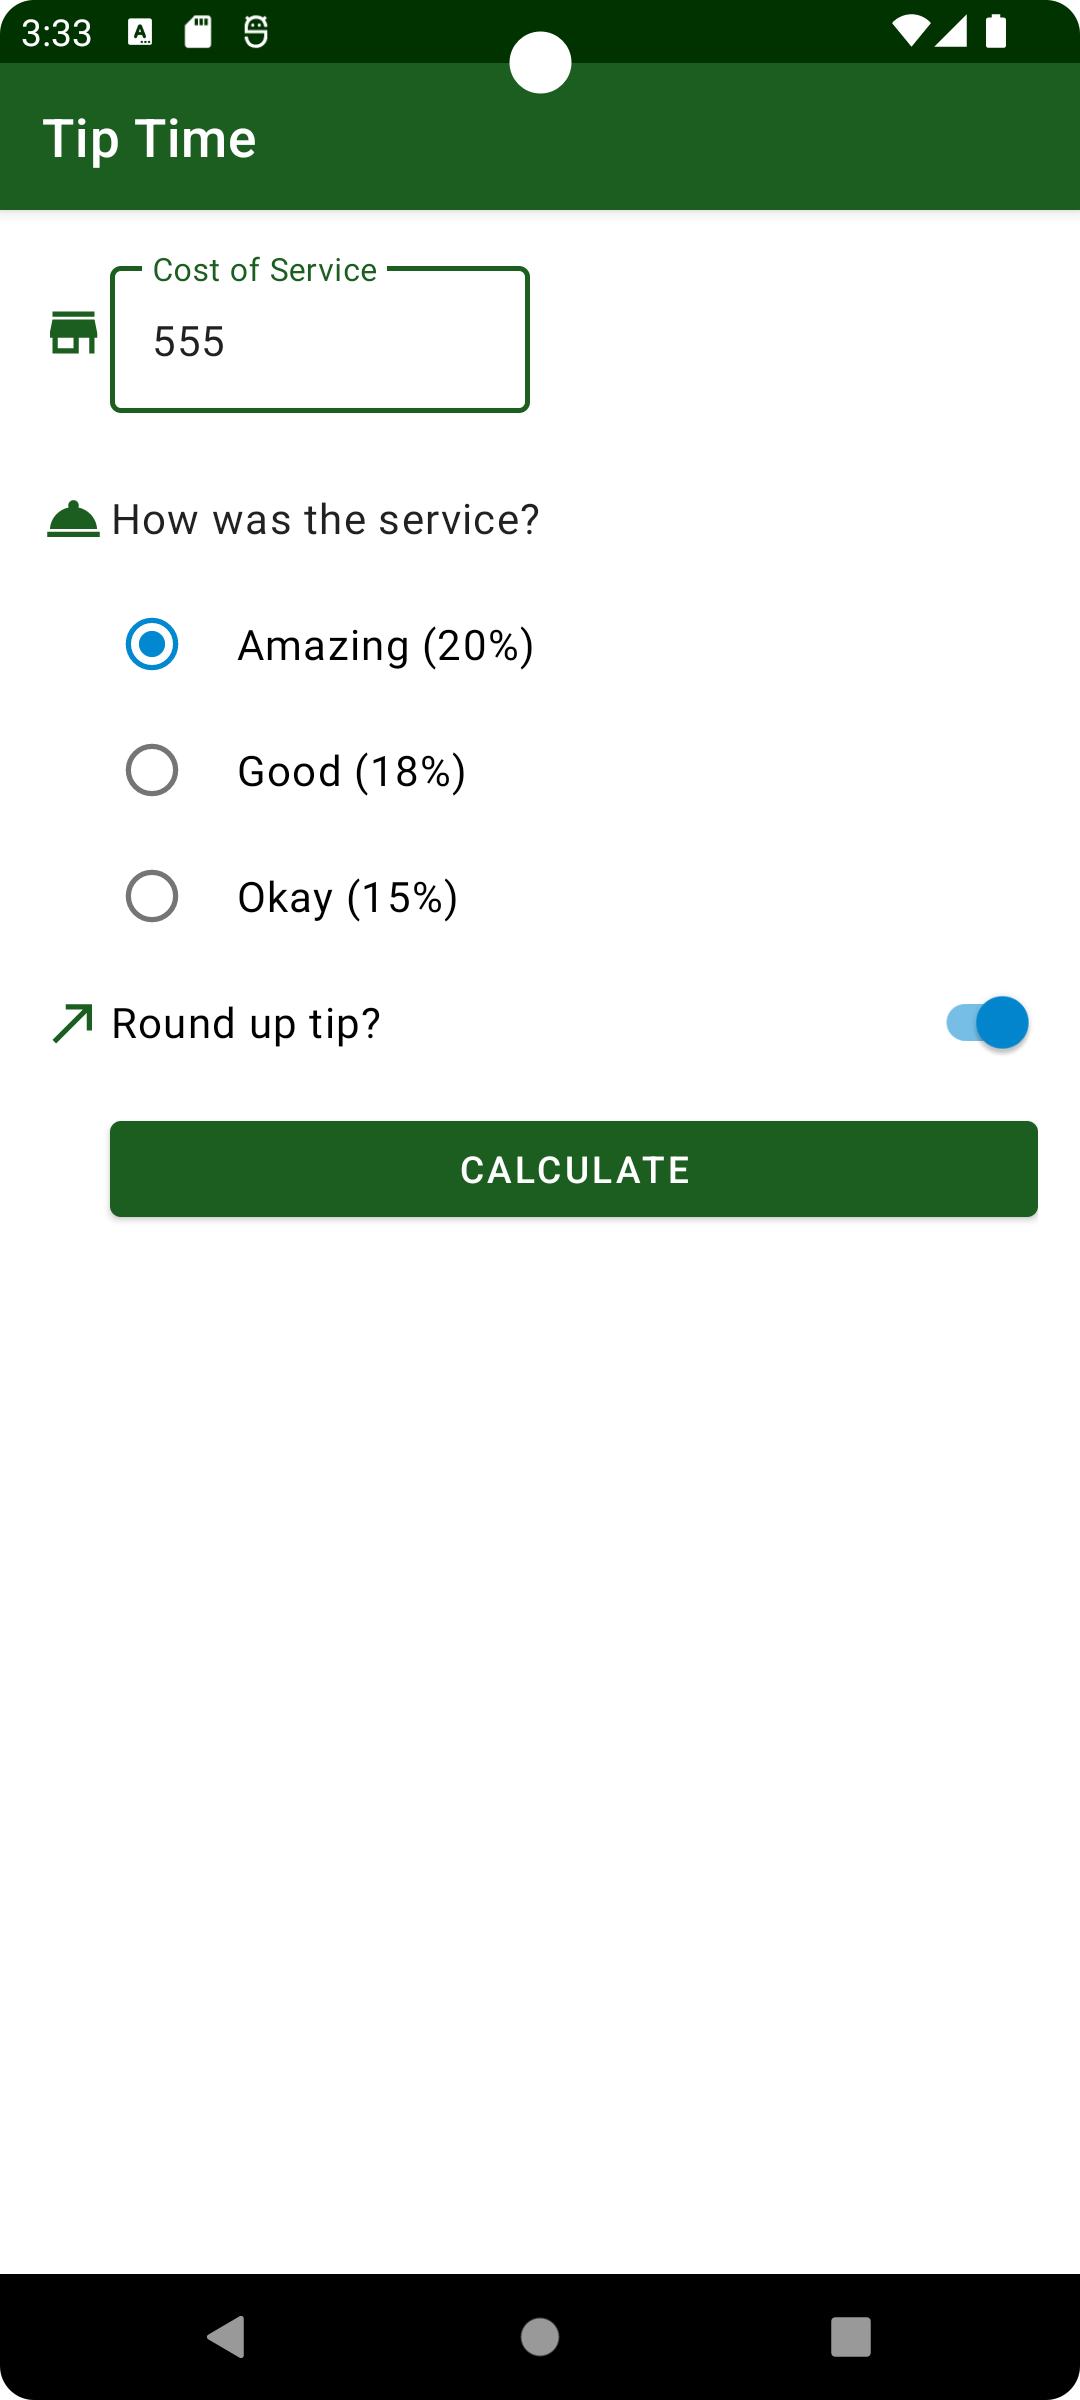 3:33
Tip Time
Cost of Service
555
How was the service?
Amazing (20%)
Good (18%)
Okay (15%)
Round up tip?
CALCULATE